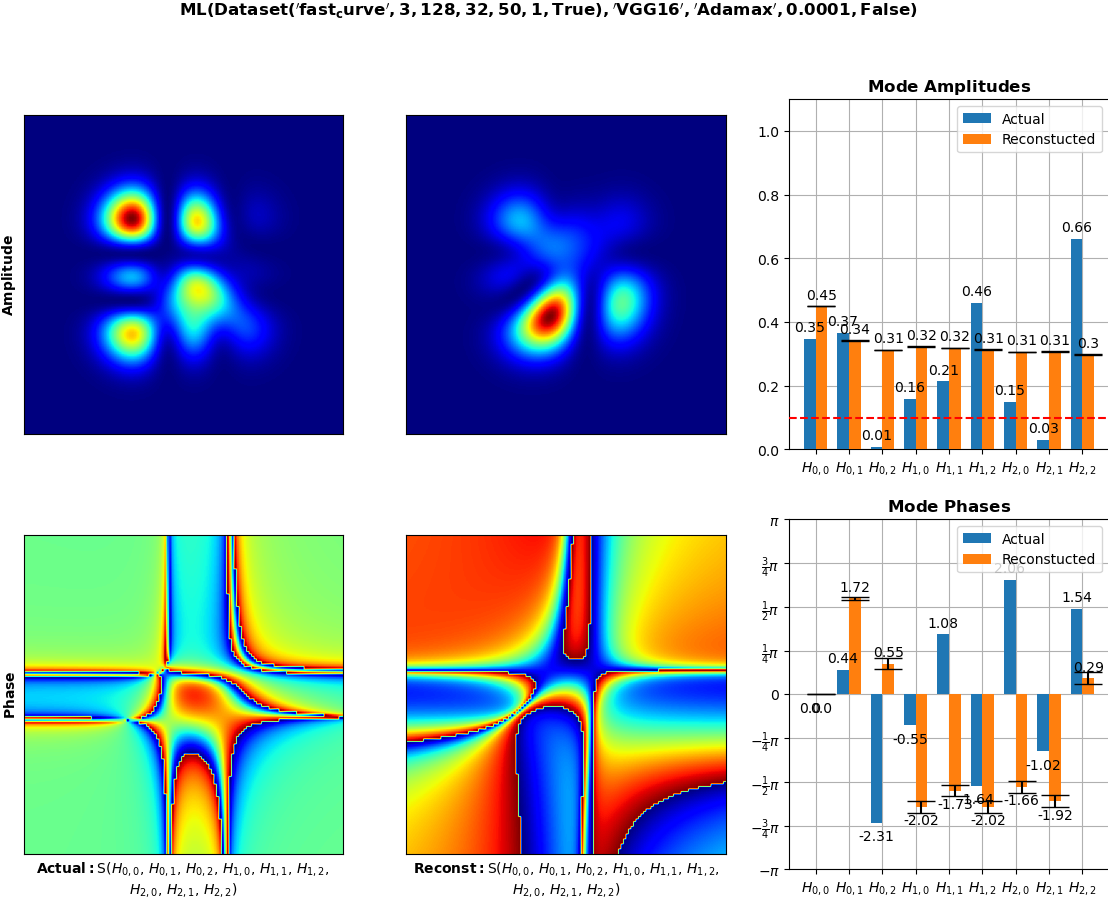 ML(Dataset('fast_curve', 3, 128, 32, 50, 1, True), 'VGG16', 'Adamax', 0.0001, False)
Amplitude
Mode Amplitudes
Actual
Reconstucted
1.0
0.8
0.6
0.4
0.2
0.0
0.35
0.45
0.37
0.34
0.01
0.31
0.16
0.32
0.21
0.32
0.46
0.31
0.15
0.31
0.03
0.31
0.66
0.3
H0,0 H0,1 H0,2 H1,0 H1,1 H1,2 H2,0 H2,1 H2,2
Phase
Mode Phases
Actual
Reconstucted
π
3/4π
1/2π
1/4π
0
−1/4π
−1/2π
−3/4π
−π
0.0
0.0
0.44
1.72
-2.31
0.55
-0.55
-2.02
1.08
-1.73
-1.64
-2.02
2.06
-1.66
-1.02
-1.92
1.54
0.29
H0,0 H0,1 H0,2 H1,0 H1,1 H1,2 H2,0 H2,1 H2,2
Actual: S(H0,0, H0,1, H0,2, H1,0, H1,1, H1,2,
H2,0, H2,1, H2,2)
Reconst: S(H0,0, H0,1, H0,2, H1,0, H1,1, H1,2,
H2,0, H2,1, H2,2)